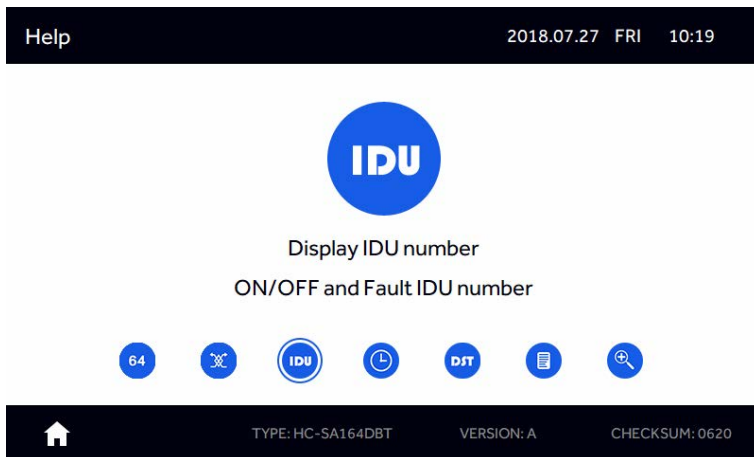 Help 2018.07.27 FRI 10:19
IDU
Display IDU number
ON/OFF and Fault IDU number
64 IDU DST
TYPE: HC-SA164DBT VERSION: A CHECKSUM: 0620